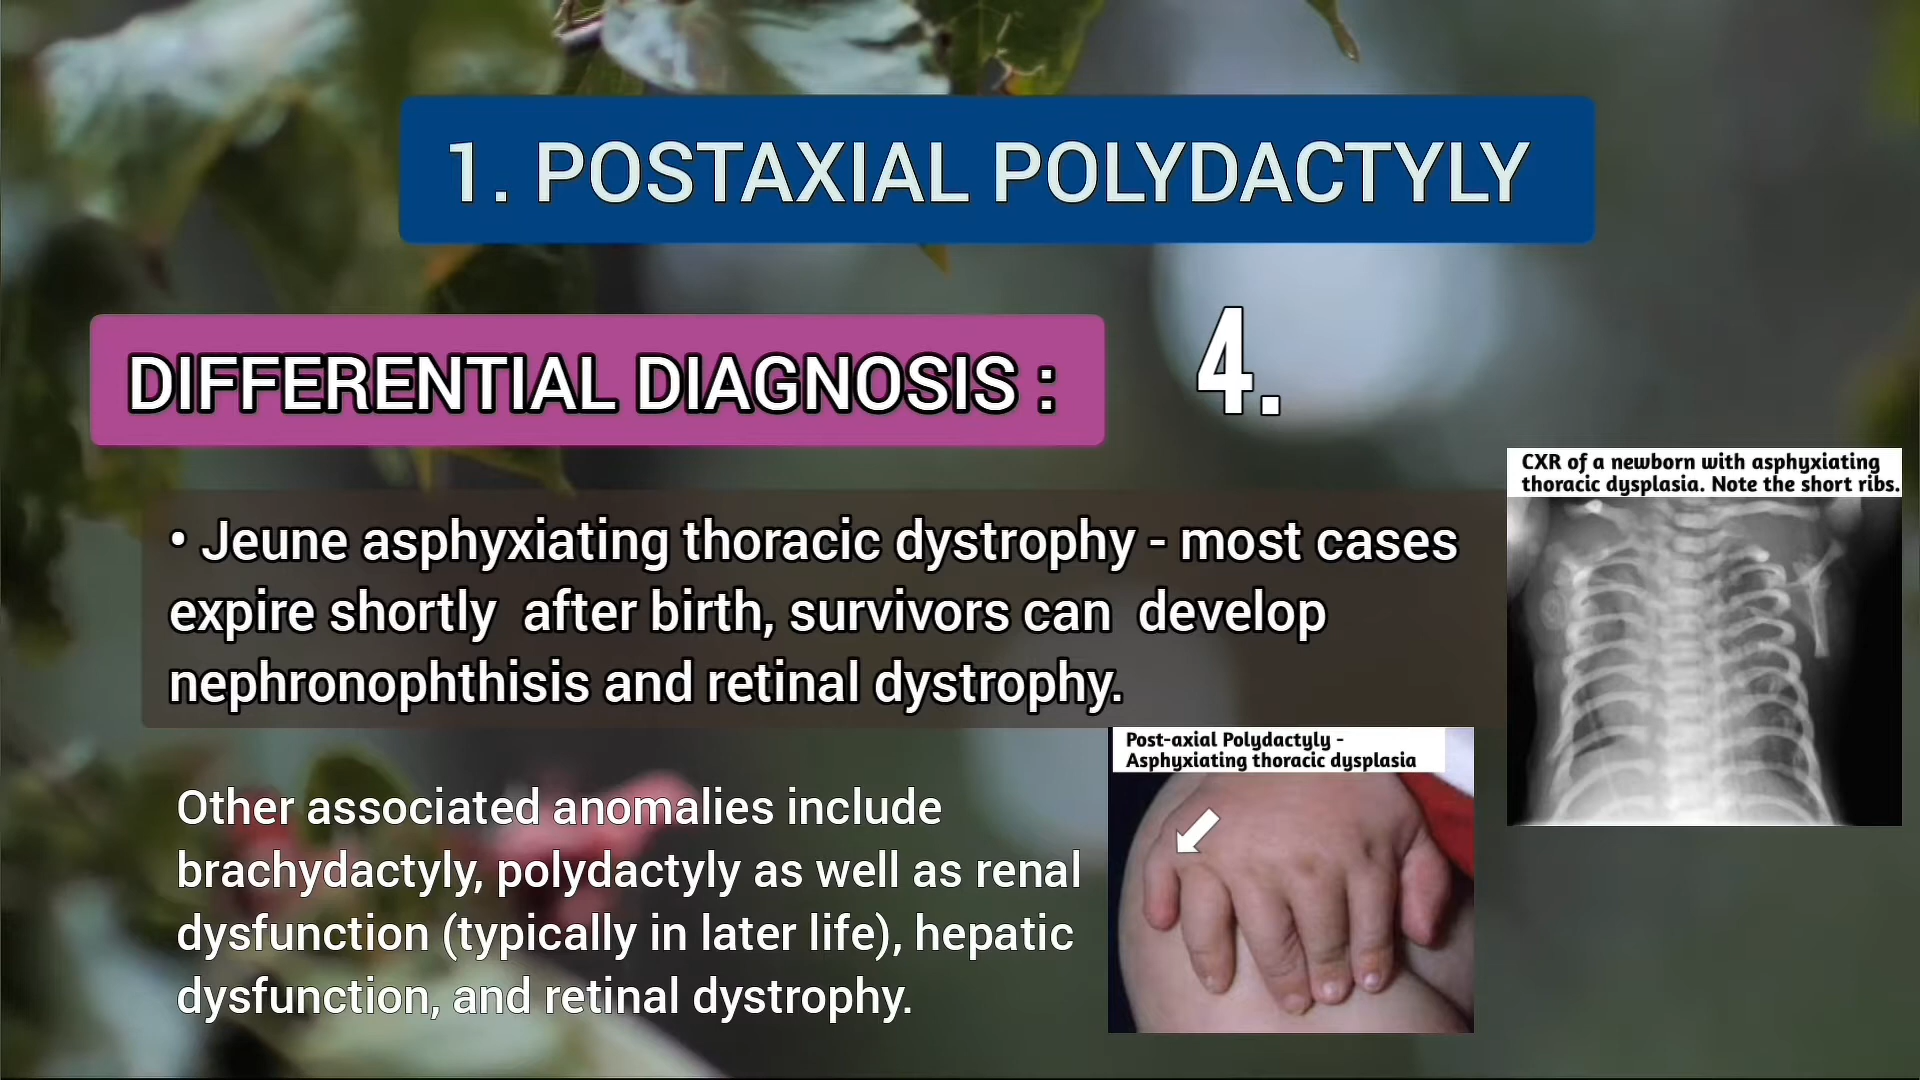 1. POSTAXIAL POLYDACTYLY
DIFFERENTIAL DIAGNOSIS :
4.
• Jeune asphyxiating thoracic dystrophy - most cases
expire shortly after birth, survivors can develop
nephronophthisis and retinal dystrophy.
CXR of a newborn with asphyxiating
thoracic dysplasia. Note the short ribs.
Other associated anomalies include
brachydactyly, polydactyly as well as renal
dysfunction (typically in later life), hepatic
dysfunction, and retinal dystrophy.
Post-axial Polydactyly -
Asphyxiating thoracic dysplasia